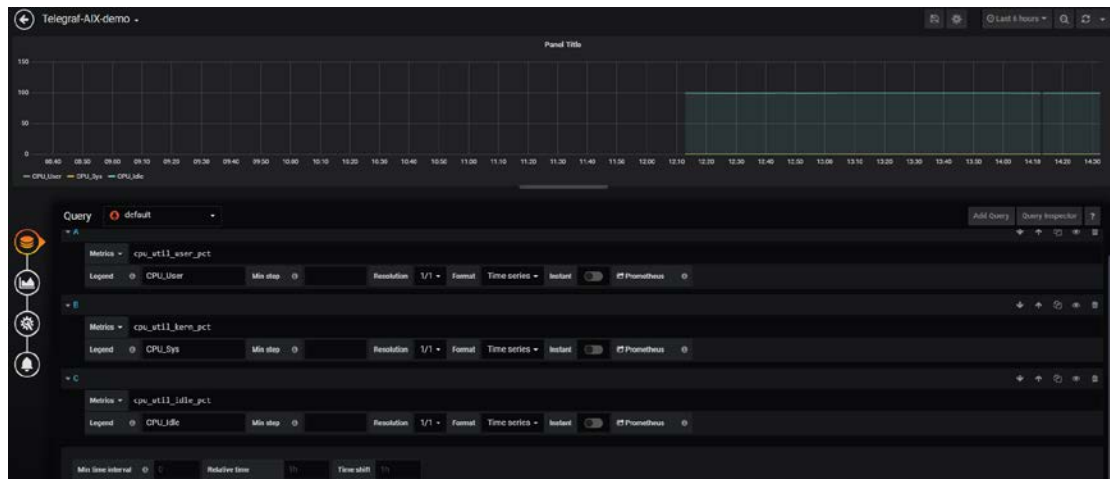 Telegraf-AIX-demo
Last 6 hours
Panel Title
150
100
50
0
08:40 08:50 09:00 09:10 09:20 09:30 09:40 09:50 10:00 10:10 10:20 10:30 10:40 10:50 11:00 11:10 11:20 11:30 11:40 11:50 12:00 12:10 12:20 12:30 12:40 12:50 13:00 13:10 13:20 13:30 13:40 13:50 14:00 14:10 14:20 14:30
CPU_User CPU_Sys CPU_Idle
Query default Add Query Query Inspector ?
A
Metrics cpu_util_user_pct
Legend CPU_User Min step Resolution 1/1 Format Time series Instant Prometheus
B
Metrics cpu_util_kern_pct
Legend CPU_Sys Min step Resolution 1/1 Format Time series Instant Prometheus
C
Metrics cpu_util_idle_pct
Legend CPU_Idle Min step Resolution 1/1 Format Time series Instant Prometheus
Min time interval 0 Relative time 1h Time shift 1h